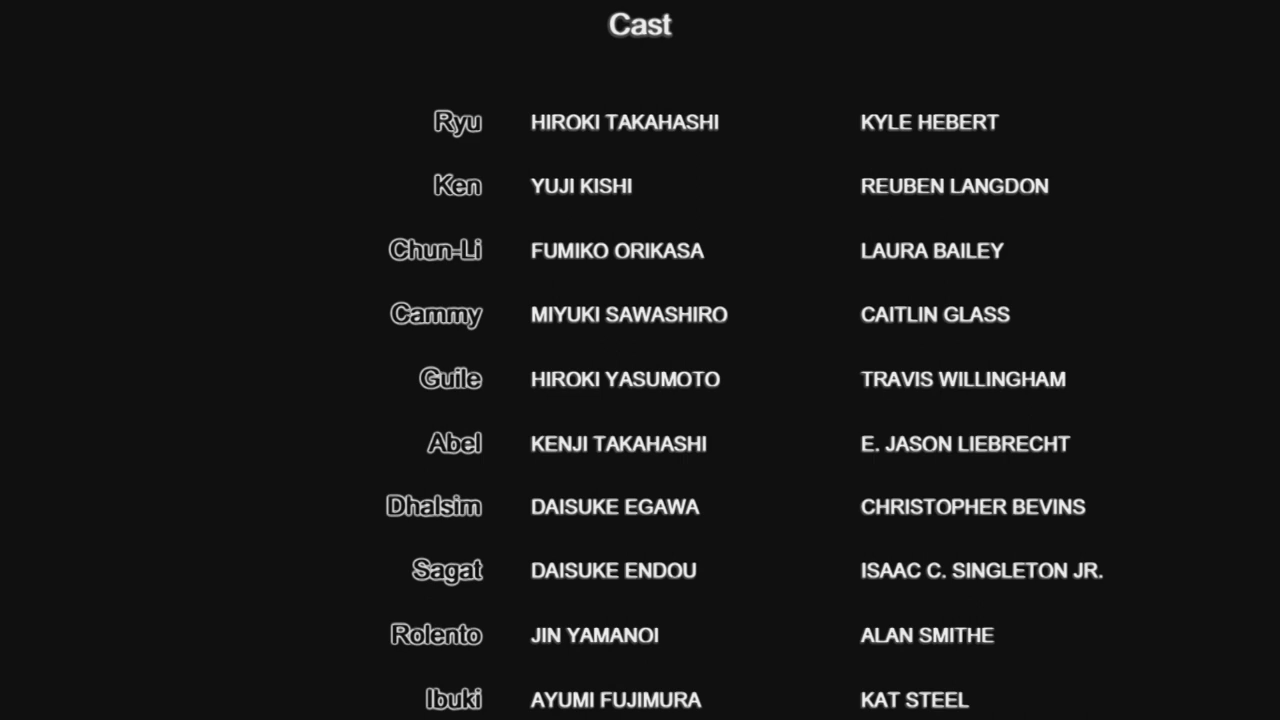 Cast
Ryu HIROKI TAKAHASHI KYLE HEBERT
Ken YUJI KISHI REUBEN LANGDON
Chun-Li FUMIKO ORIKASA LAURA BAILEY
Cammy MIYUKI SAWASHIRO CAITLIN GLASS
Guile HIROKI YASUMOTO TRAVIS WILLINGHAM
Abel KENJI TAKAHASHI E. JASON LIEBRECHT
Dhalsim DAISUKE EGAWA CHRISTOPHER BEVINS
Sagat DAISUKE ENDOU ISAAC C. SINGLETON JR.
Rolento JIN YAMANOI ALAN SMITHE
Ibuki AYUMI FUJIMURA KAT STEEL